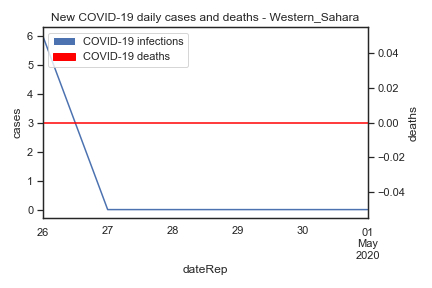 New COVID-19 daily cases and deaths - Western_Sahara
COVID-19 infections
COVID-19 deaths
6
5
4
3
2
1
0
cases
0.04
0.02
0.00
−0.02
−0.04
deaths
26
27
28
29
30
01
May
2020
dateRep